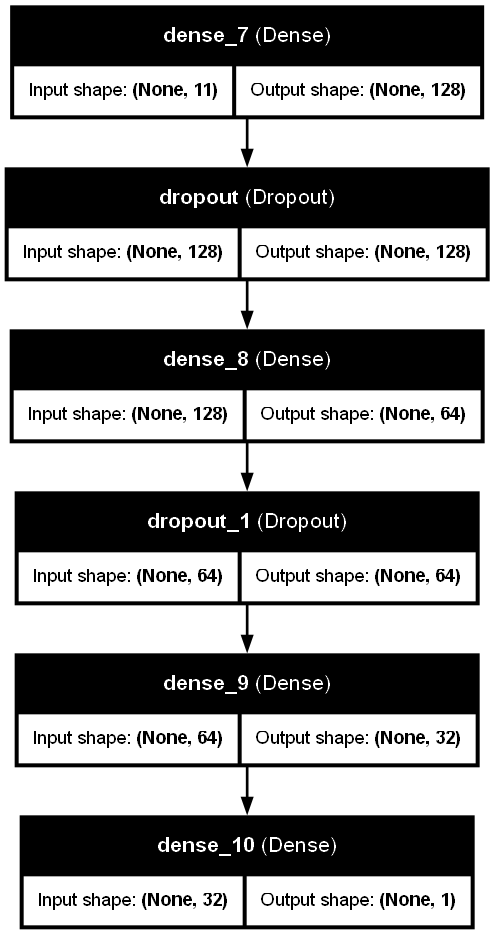 dense_7 (Dense)
Input shape: (None, 11) Output shape: (None, 128)
dropout (Dropout)
Input shape: (None, 128) Output shape: (None, 128)
dense_8 (Dense)
Input shape: (None, 128) Output shape: (None, 64)
dropout_1 (Dropout)
Input shape: (None, 64) Output shape: (None, 64)
dense_9 (Dense)
Input shape: (None, 64) Output shape: (None, 32)
dense_10 (Dense)
Input shape: (None, 32) Output shape: (None, 1)